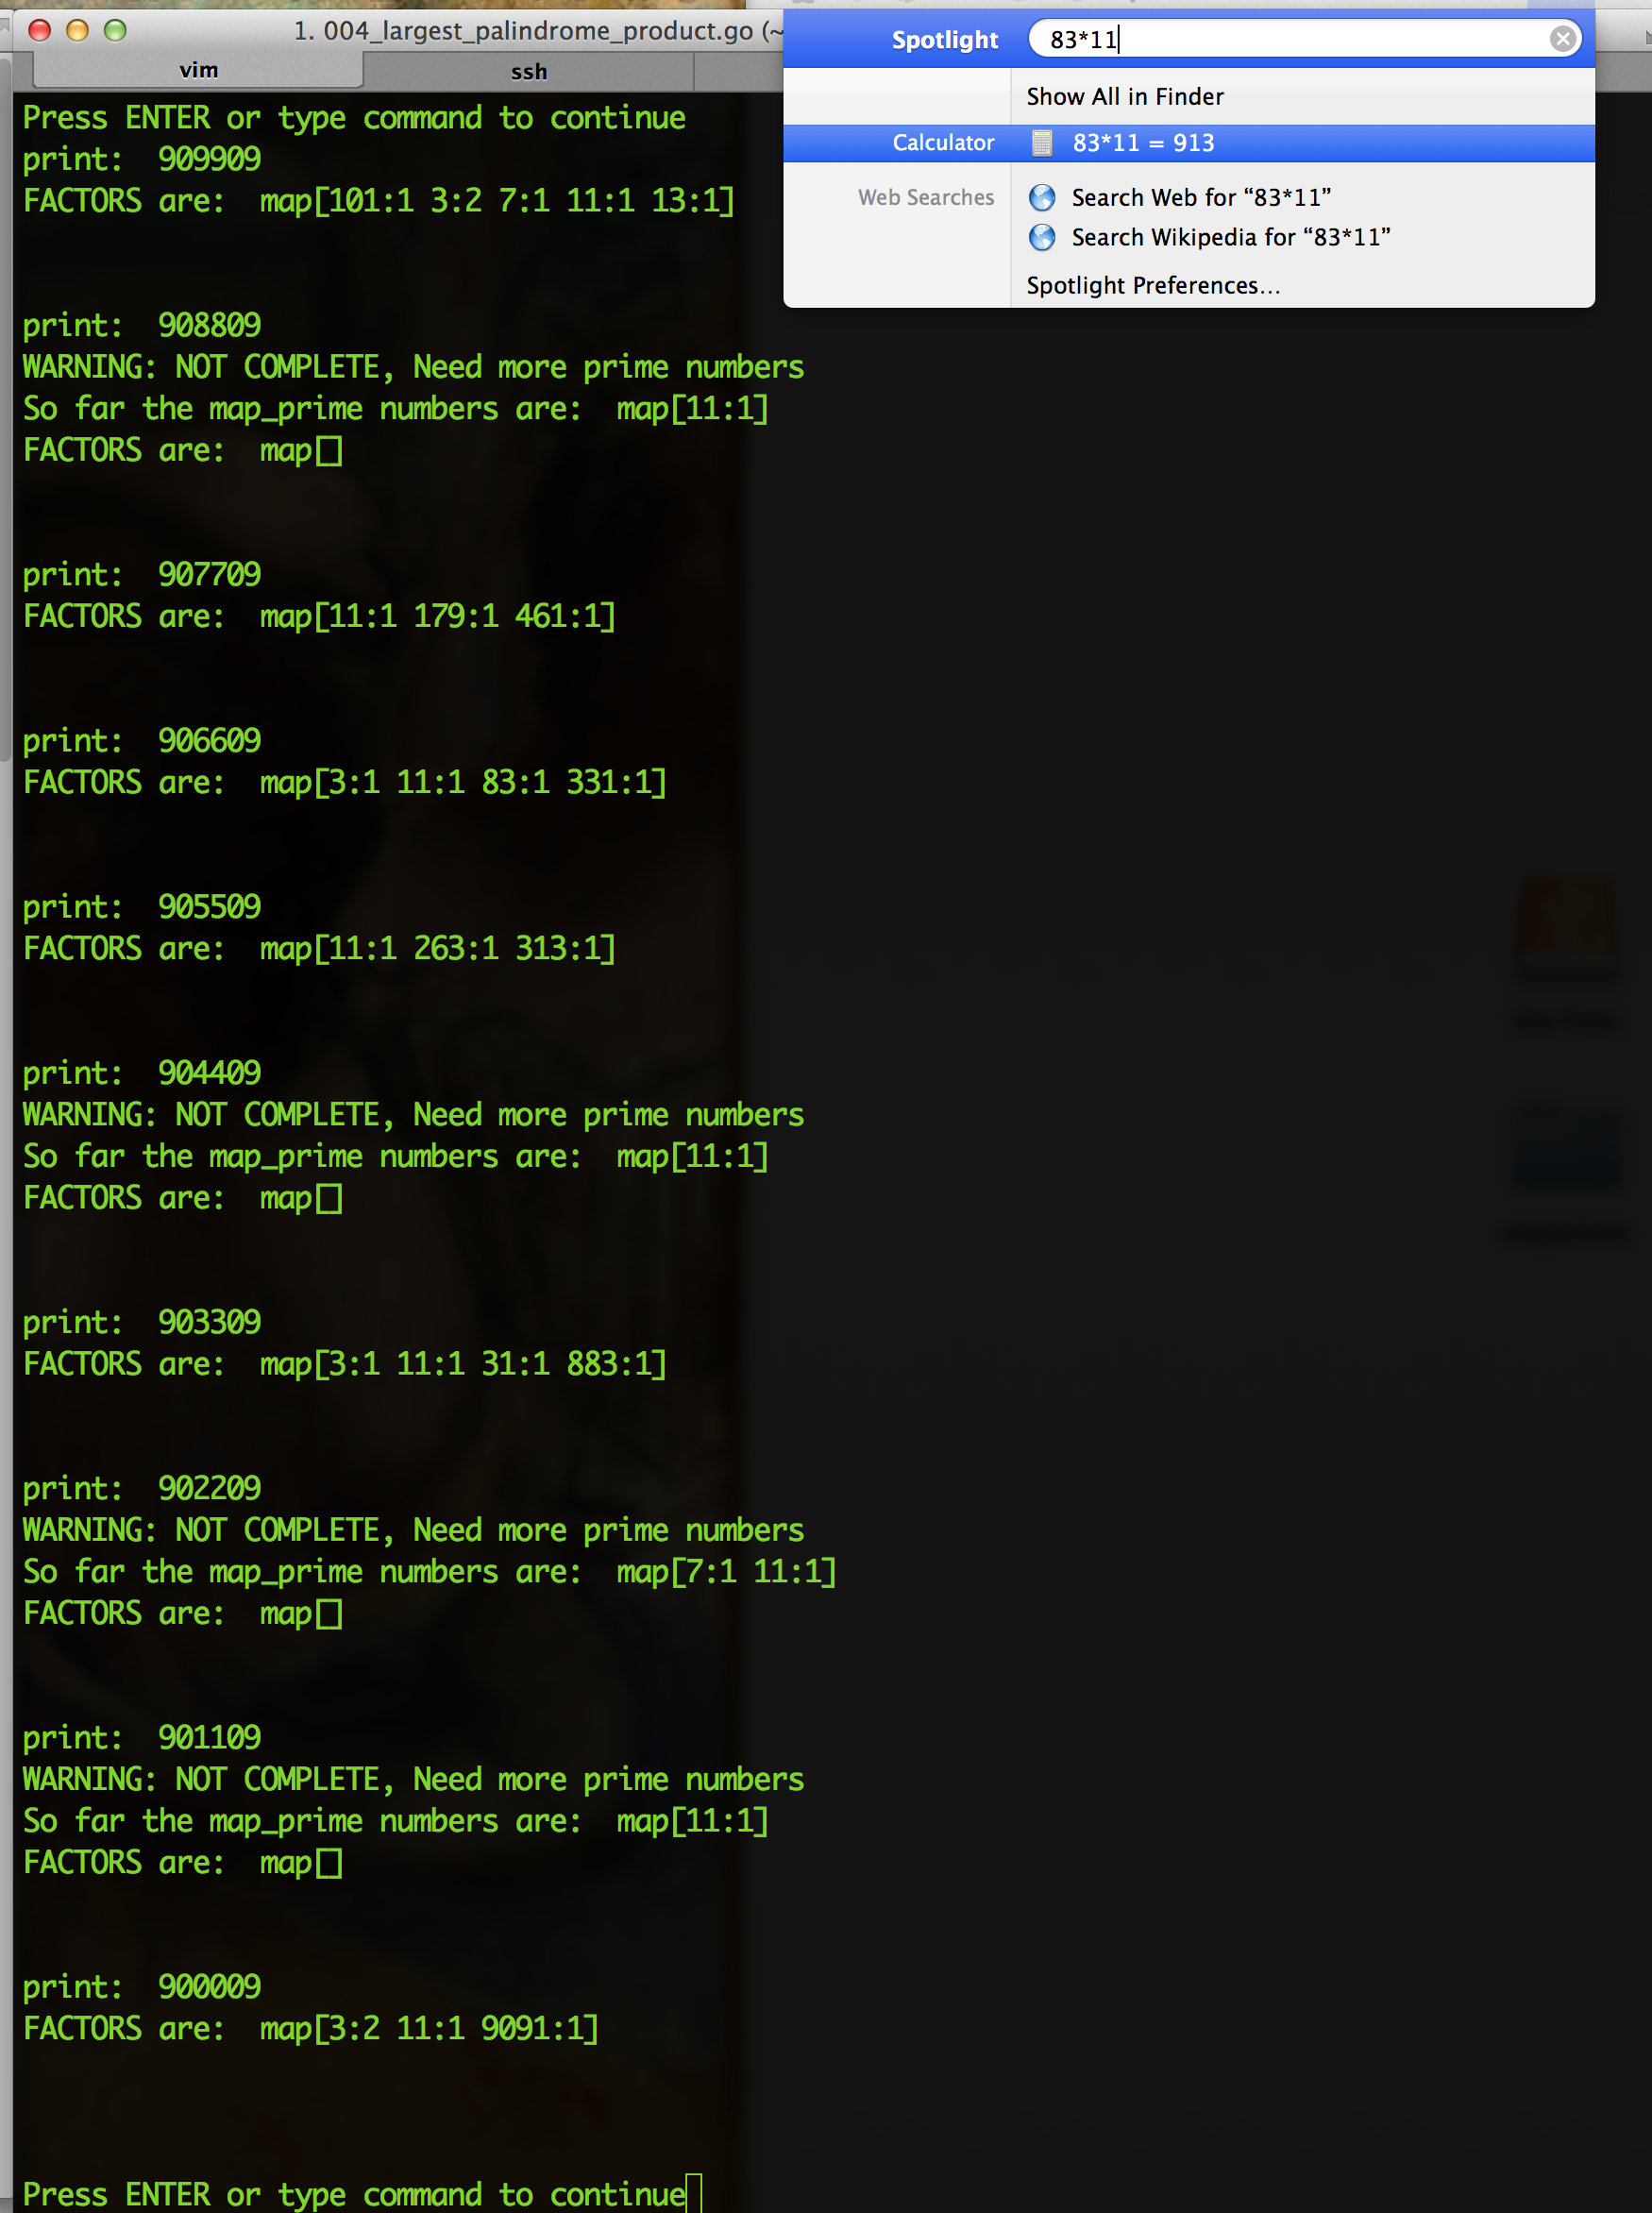 1. 004_largest_palindrome_product.go (~
vim
ssh
Spotlight
83*11
Show All in Finder
Calculator
83*11 = 913
Web Searches
Search Web for “83*11”
Search Wikipedia for “83*11”
Spotlight Preferences…
Press ENTER or type command to continue
print:  909909
FACTORS are:  map[101:1 3:2 7:1 11:1 13:1]
print:  908809
WARNING: NOT COMPLETE, Need more prime numbers
So far the map_prime numbers are:  map[11:1]
FACTORS are:  map[]
print:  907709
FACTORS are:  map[11:1 179:1 461:1]
print:  906609
FACTORS are:  map[3:1 11:1 83:1 331:1]
print:  905509
FACTORS are:  map[11:1 263:1 313:1]
print:  904409
WARNING: NOT COMPLETE, Need more prime numbers
So far the map_prime numbers are:  map[11:1]
FACTORS are:  map[]
print:  903309
FACTORS are:  map[3:1 11:1 31:1 883:1]
print:  902209
WARNING: NOT COMPLETE, Need more prime numbers
So far the map_prime numbers are:  map[7:1 11:1]
FACTORS are:  map[]
print:  901109
WARNING: NOT COMPLETE, Need more prime numbers
So far the map_prime numbers are:  map[11:1]
FACTORS are:  map[]
print:  900009
FACTORS are:  map[3:2 11:1 9091:1]
Press ENTER or type command to continue